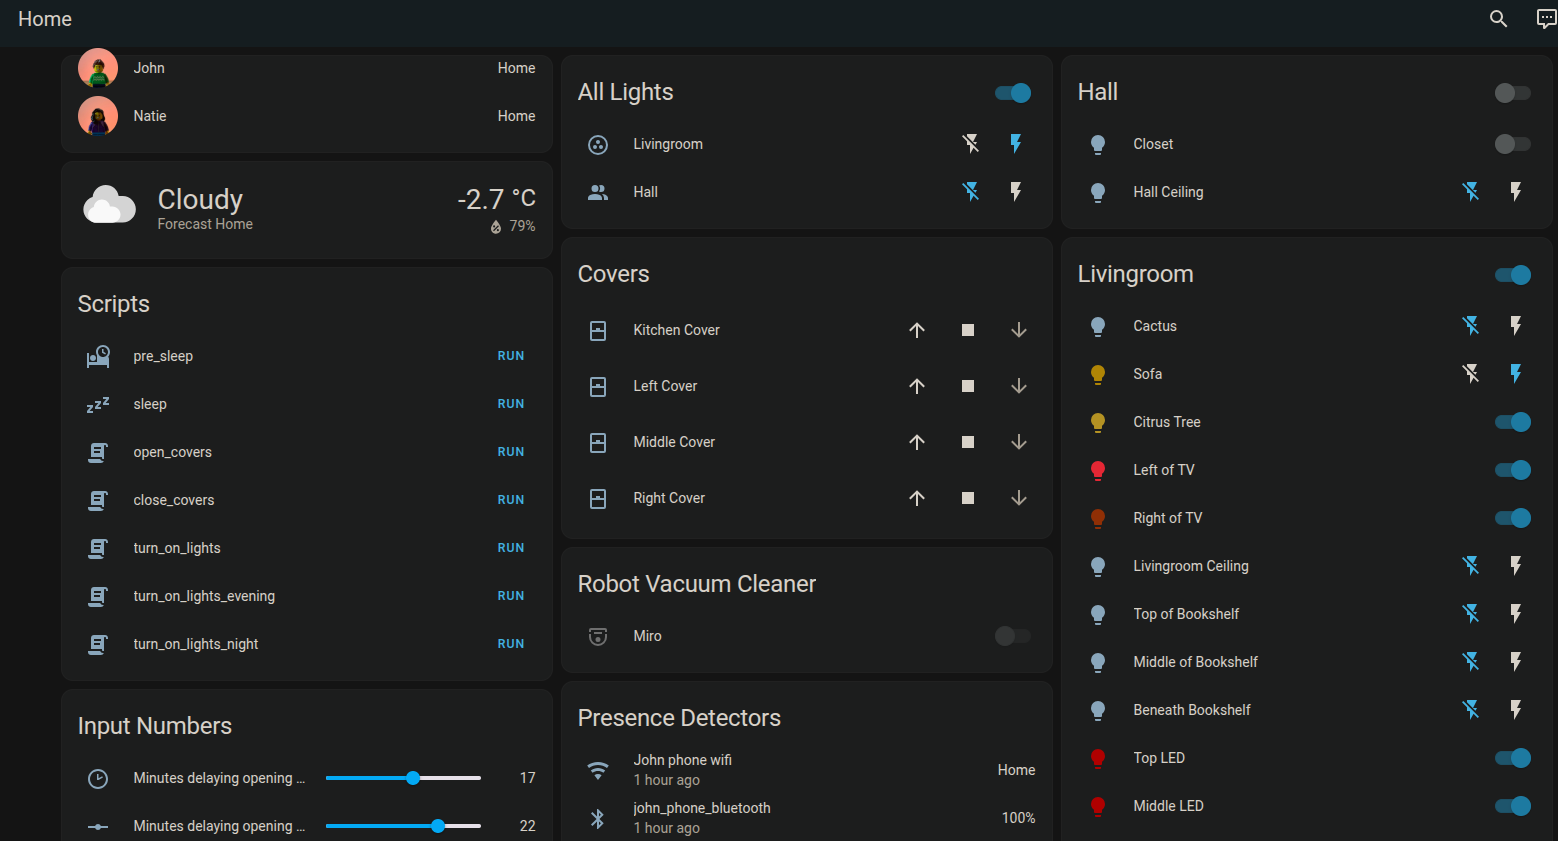 Home
John Home
Natie Home
Cloudy -2.7 °C
Forecast Home 79%
Scripts
pre_sleep RUN
sleep RUN
open_covers RUN
close_covers RUN
turn_on_lights RUN
turn_on_lights_evening RUN
turn_on_lights_night RUN
Input Numbers
Minutes delaying opening ... 17
Minutes delaying opening ... 22
All Lights
Livingroom
Hall
Covers
Kitchen Cover
Left Cover
Middle Cover
Right Cover
Robot Vacuum Cleaner
Miro
Presence Detectors
John phone wifi
1 hour ago
Home
john_phone_bluetooth
1 hour ago
100%
Hall
Closet
Hall Ceiling
Livingroom
Cactus
Sofa
Citrus Tree
Left of TV
Right of TV
Livingroom Ceiling
Top of Bookshelf
Middle of Bookshelf
Beneath Bookshelf
Top LED
Middle LED